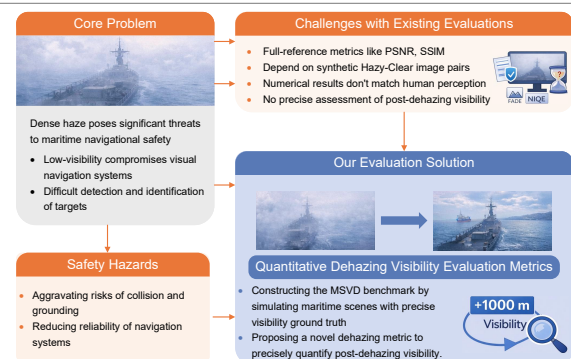 Core Problem
Dense haze poses significant threats
to maritime navigational safety
• Low-visibility compromises visual
navigation systems
• Difficult detection and identification
of targets
Safety Hazards
• Aggravating risks of collision and
grounding
• Reducing reliability of navigation
systems
Challenges with Existing Evaluations
• Full-reference metrics like PSNR, SSIM
• Depend on synthetic Hazy-Clear image pairs
• Numerical results don't match human perception
• No precise assessment of post-dehazing visibility
FADE
NIQE
Our Evaluation Solution
Quantitative Dehazing Visibility Evaluation Metrics
• Constructing the MSVD benchmark by
simulating maritime scenes with precise
visibility ground truth
• Proposing a novel dehazing metric to
precisely quantify post-dehazing visibility.
+1000 m
Visibility